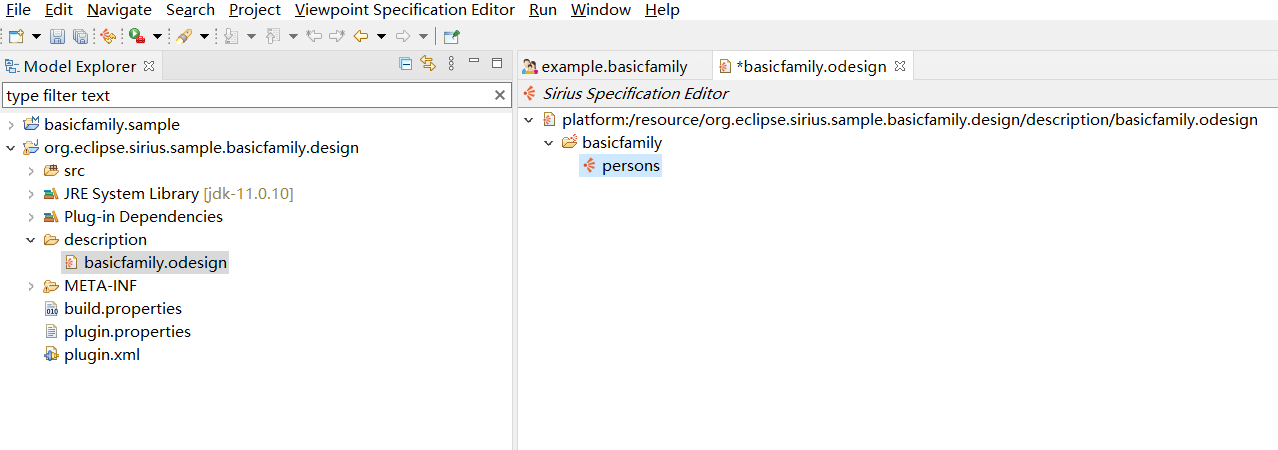 File Edit Navigate Search Project Viewpoint Specification Editor Run Window Help
Model Explorer
type filter text
basicfamily.sample
org.eclipse.sirius.sample.basicfamily.design
src
JRE System Library [jdk-11.0.10]
Plug-in Dependencies
description
basicfamily.odesign
META-INF
build.properties
plugin.properties
plugin.xml
example.basicfamily *basicfamily.odesign
Sirius Specification Editor
platform:/resource/org.eclipse.sirius.sample.basicfamily.design/description/basicfamily.odesign
basicfamily
persons